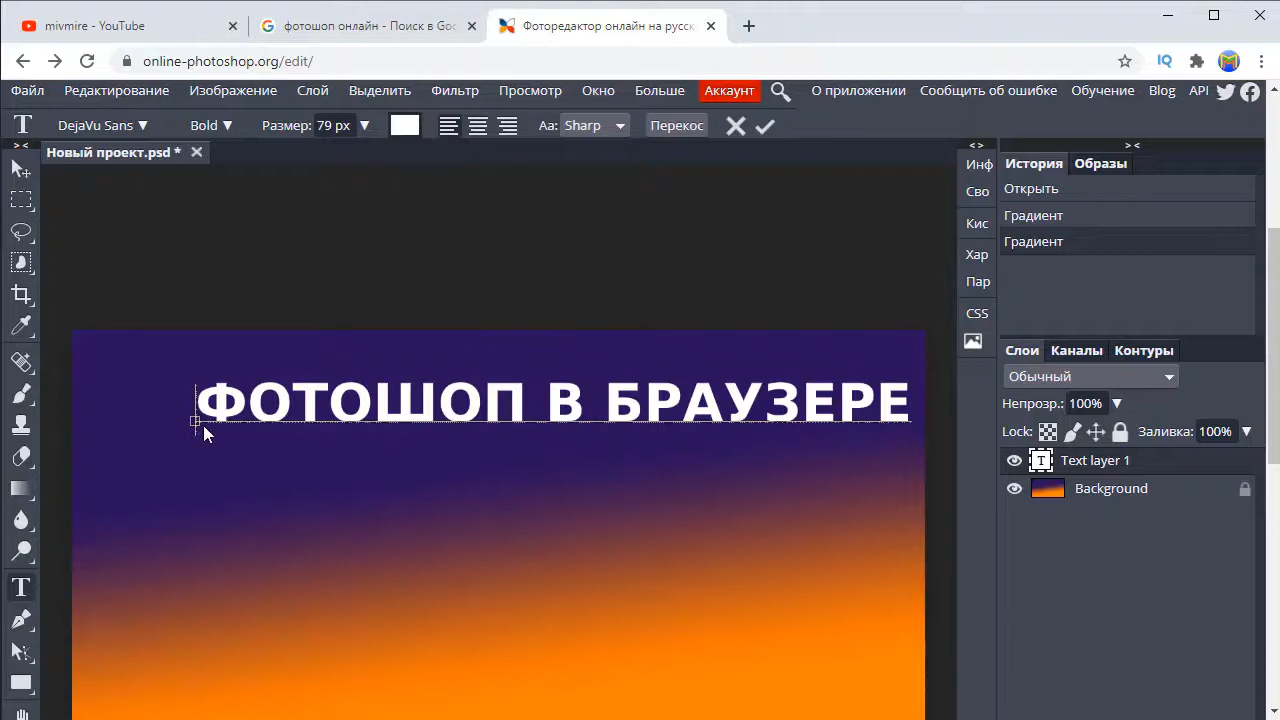 mivmire - YouTube
фотошоп онлайн - Поиск в Goo
Фоторедактор онлайн на русск
online-photoshop.org/edit/
IQ
Файл Редактирование Изображение Слой Выделить Фильтр Просмотр Окно Больше Аккаунт О приложении Сообщить об ошибке Обучение Blog API
T DejaVu Sans Bold Размер: 79 px Aa: Sharp Перекос
Новый проект.psd *
Инф
Сво
Кис
Хар
Пар
CSS
История Образы
Открыть
Градиент
Градиент
Слои Каналы Контуры
Обычный
Непрозр.: 100%
Lock: Заливка: 100%
T Text layer 1
Background
ФОТОШОП В БРАУЗЕРЕ
T